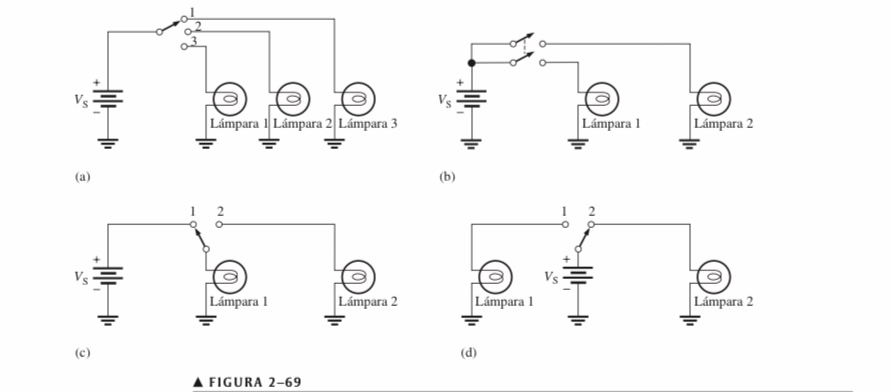 1
2
3
+
V_S
−
Lámpara 1 Lámpara 2 Lámpara 3
(a)
+
V_S
−
Lámpara 1 Lámpara 2
(b)
1 2
+
V_S
−
Lámpara 1 Lámpara 2
(c)
1 2
+
V_S
−
Lámpara 1 Lámpara 2
(d)
▲ FIGURA 2–69